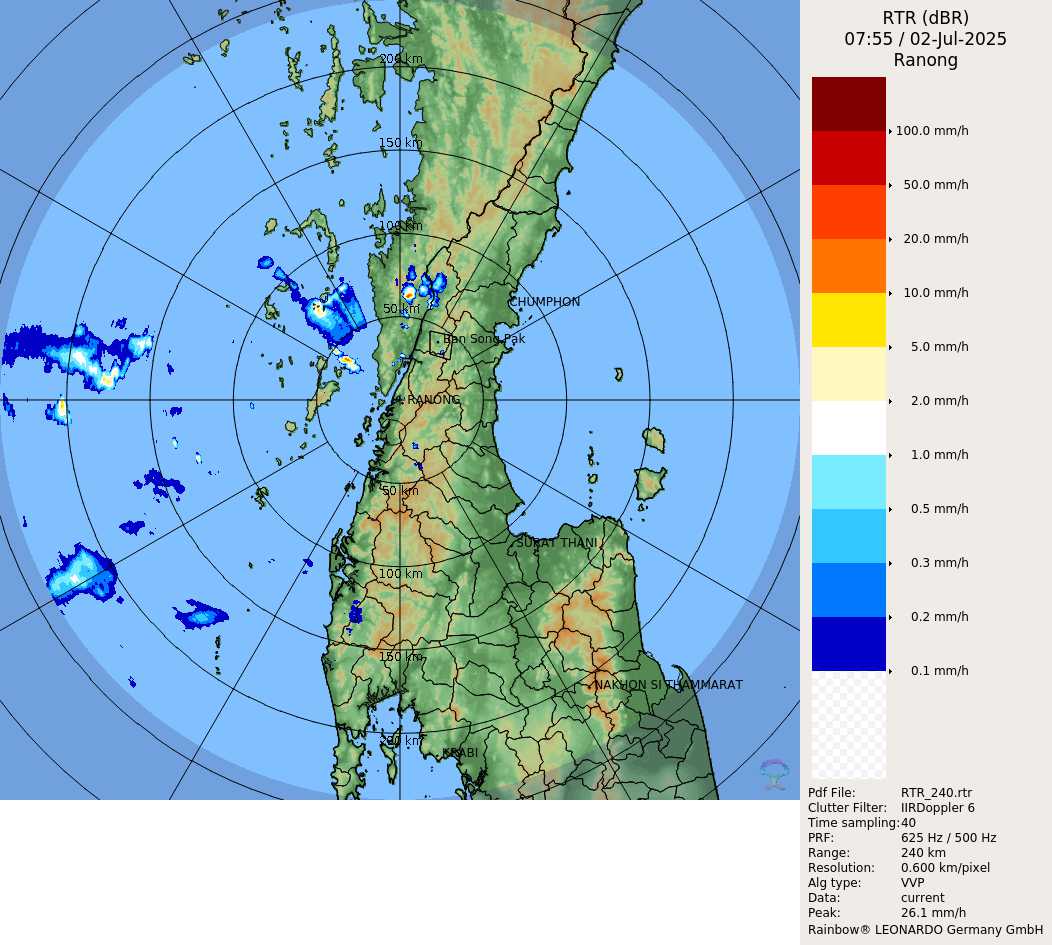 RTR (dBR)
07:55 / 02-Jul-2025
Ranong
200 km
150 km
100 km
50 km
CHUMPHON
Ban Song Pak
RANONG
50 km
SURAT THANI
100 km
150 km
NAKHON SI THAMMARAT
200 km
KRABI
100.0 mm/h
50.0 mm/h
20.0 mm/h
10.0 mm/h
5.0 mm/h
2.0 mm/h
1.0 mm/h
0.5 mm/h
0.3 mm/h
0.2 mm/h
0.1 mm/h
Pdf File: RTR_240.rtr
Clutter Filter: IIRDoppler 6
Time sampling:40
PRF: 625 Hz / 500 Hz
Range: 240 km
Resolution: 0.600 km/pixel
Alg type: VVP
Data: current
Peak: 26.1 mm/h
Rainbow® LEONARDO Germany GmbH